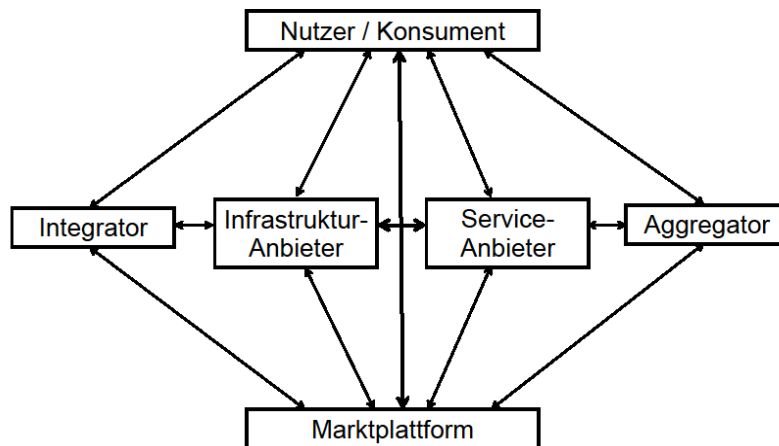 Nutzer / Konsument
Integrator
Infrastruktur-
Anbieter
Service-
Anbieter
Aggregator
Marktplattform